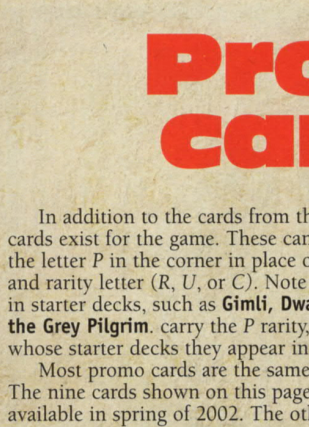 Pro
car
In addition to the cards from th
cards exist for the game. These can
the letter P in the corner in place o
and rarity letter (R, U, or C). Note
in starter decks, such as Gimli, Dwa
the Grey Pilgrim. carry the P rarity,
whose starter decks they appear in
Most promo cards are the same
The nine cards shown on this page
available in spring of 2002. The oth